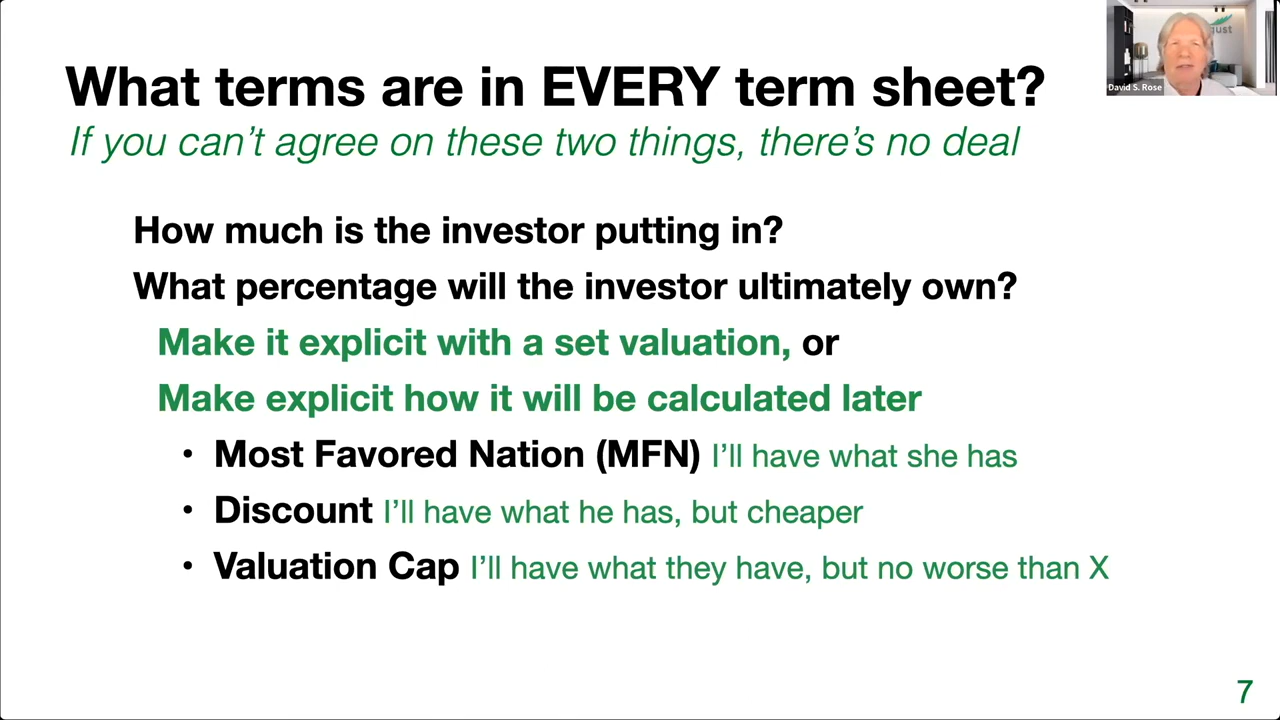 What terms are in EVERY term sheet?
If you can’t agree on these two things, there’s no deal
How much is the investor putting in?
What percentage will the investor ultimately own?
Make it explicit with a set valuation, or
Make explicit how it will be calculated later
• Most Favored Nation (MFN) I’ll have what she has
• Discount I’ll have what he has, but cheaper
• Valuation Cap I’ll have what they have, but no worse than X
David S. Rose
7